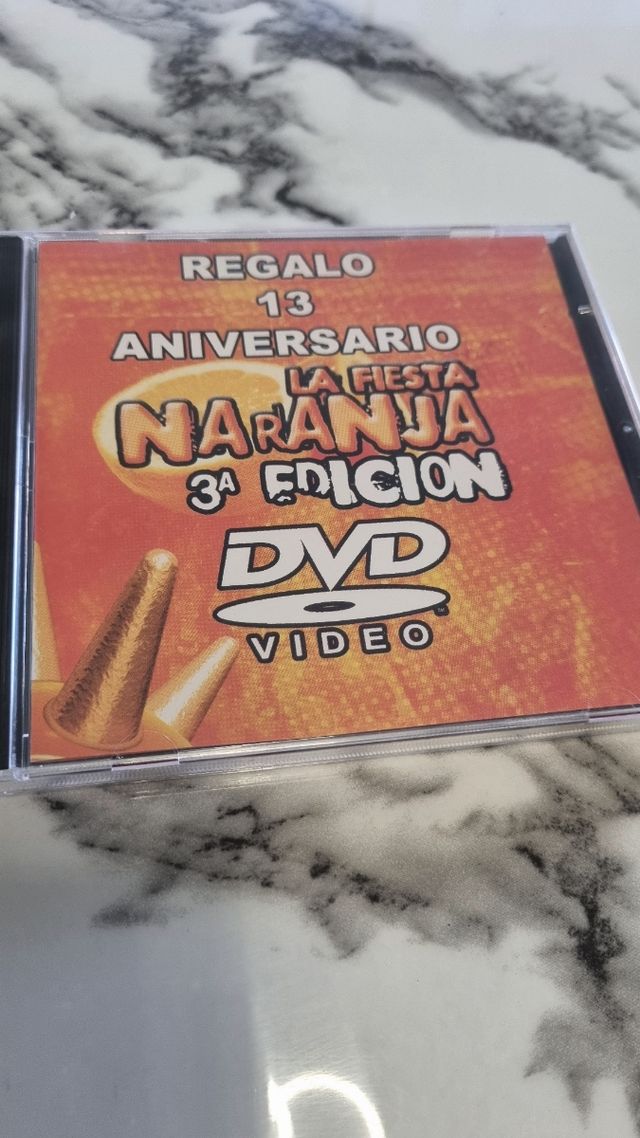 REGALO
13
ANIVERSARIO
LA FIESTA
NARANJA
3ª EDICION
DVD
VIDEO